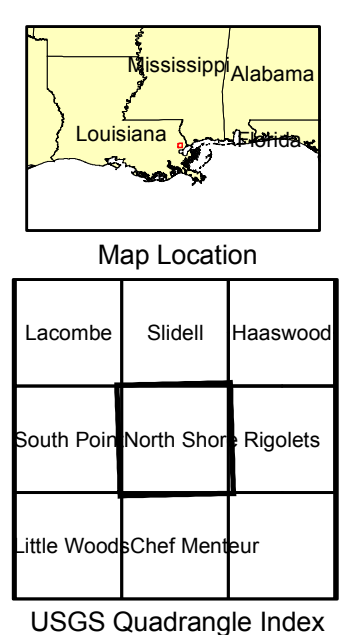 Mississippi
Alabama
Louisiana
Florida
Map Location
Lacombe Slidell Haaswood
South Point North Shore Rigolets
Little Woods Chef Menteur
USGS Quadrangle Index